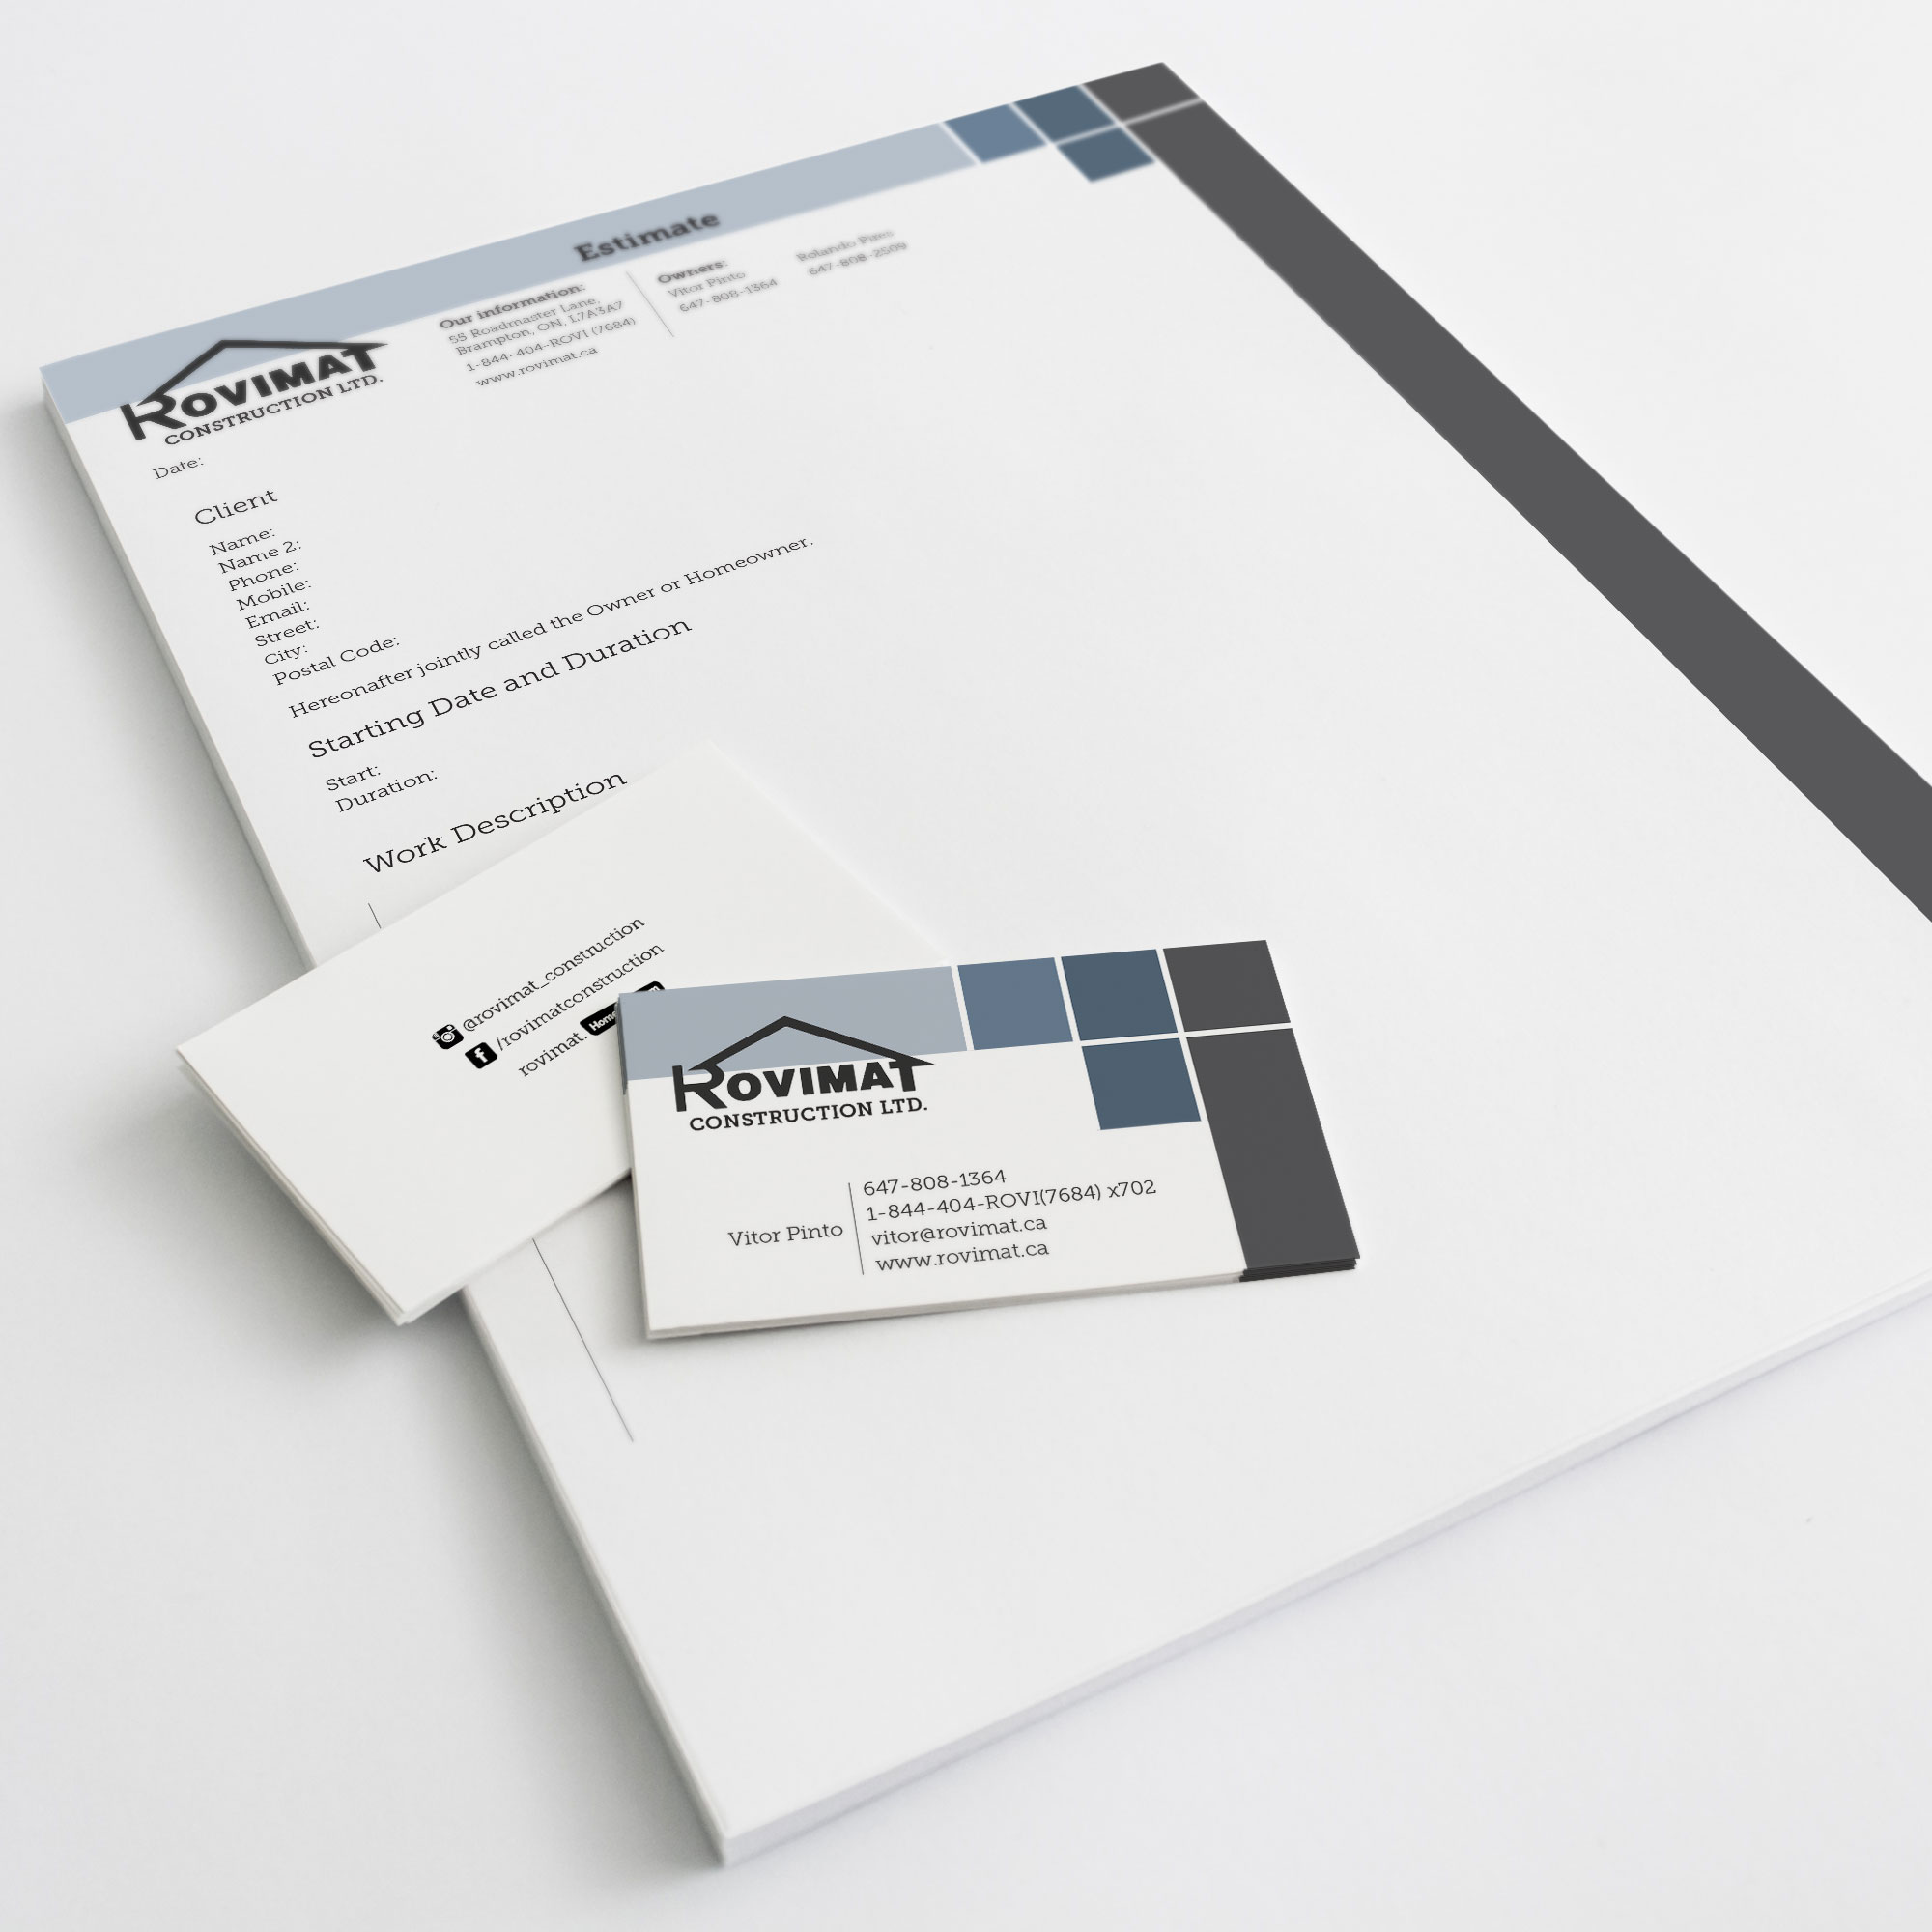 Estimate
ROVIMAT
CONSTRUCTION LTD.
Our information:
55 Roadmaster Lane,
Brampton, ON, L7A3A7
1-844-404-ROVI (7684)
www.rovimat.ca
Owners:
Vitor Pinto
647-808-1364
Rolando
647-808-2509
Date:
Client
Name:
Name 2:
Phone:
Mobile:
Email:
Street:
City:
Postal Code:
Hereonafter jointly called the Owner or Homeowner.
Starting Date and Duration
Start:
Duration:
Work Description
@rovimat_construction
/rovimatconstruction
rovimat.
ROVIMAT
CONSTRUCTION LTD.
Vitor Pinto
647-808-1364
1-844-404-ROVI(7684) x702
vitor@rovimat.ca
www.rovimat.ca